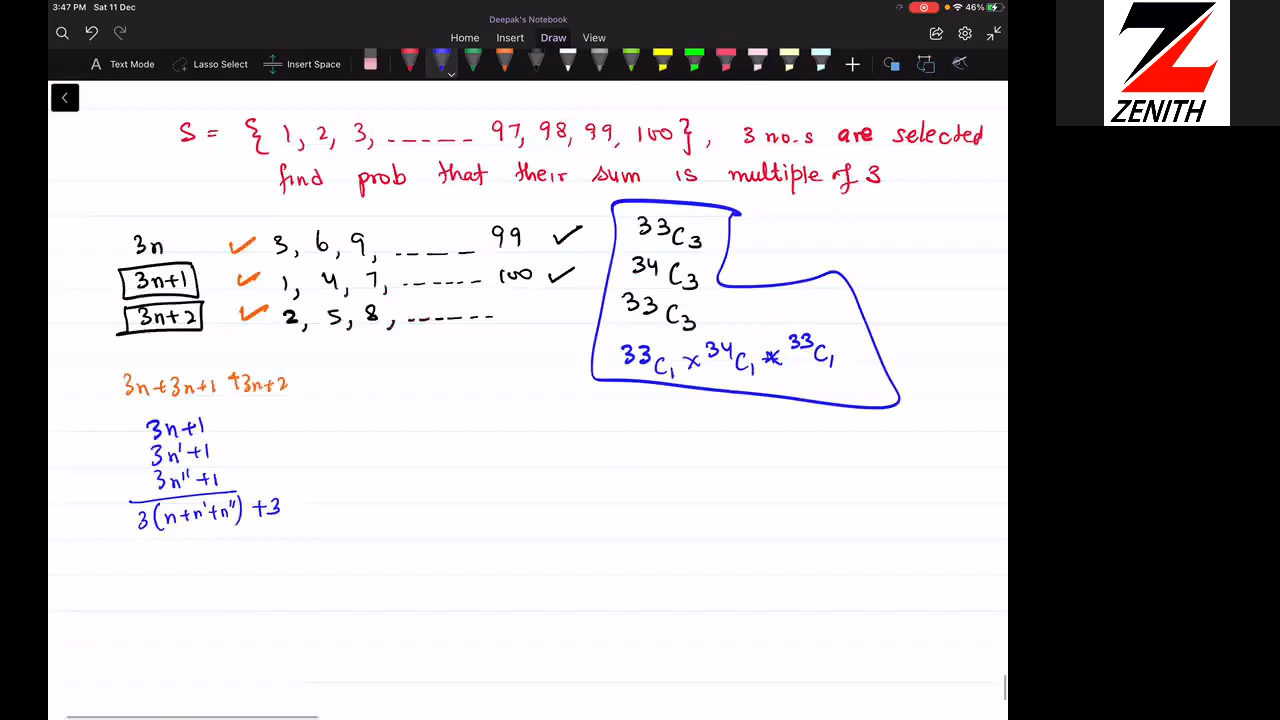 3:47 PM Sat 11 Dec
46%
Deepak's Notebook
Home Insert Draw View
Text Mode Lasso Select Insert Space
ZENITH
S = { 1, 2, 3, ------ 97, 98, 99, 100 } , 3 no.s are selected
find prob that their sum is multiple of 3
3n ✓ 3, 6, 9, ------ 99 ✓
3n+1 ✓ 1, 4, 7, ------ 100 ✓
3n+2 ✓ 2, 5, 8, ------
³³C₃
³⁴C₃
³³C₃
³³C₁ × ³⁴C₁ * ³³C₁
3n+3n+1 +3n+2
3n+1
3n'+1
3n''+1
3(n+n'+n'') +3